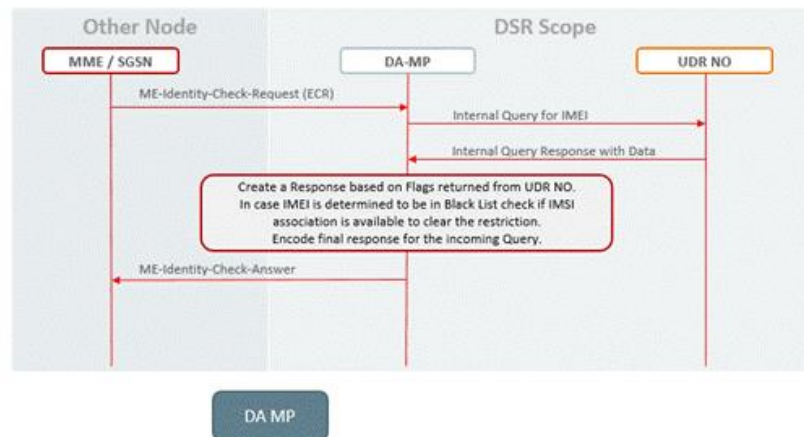 Other Node
DSR Scope
MME / SGSN
DA-MP
UDR NO
ME-Identity-Check-Request (ECR)
Internal Query for IMEI
Internal Query Response with Data
Create a Response based on Flags returned from UDR NO.
In case IMEI is determined to be in Black List check if IMSI
association is available to clear the restriction.
Encode final response for the incoming Query.
ME-Identity-Check-Answer
DA MP